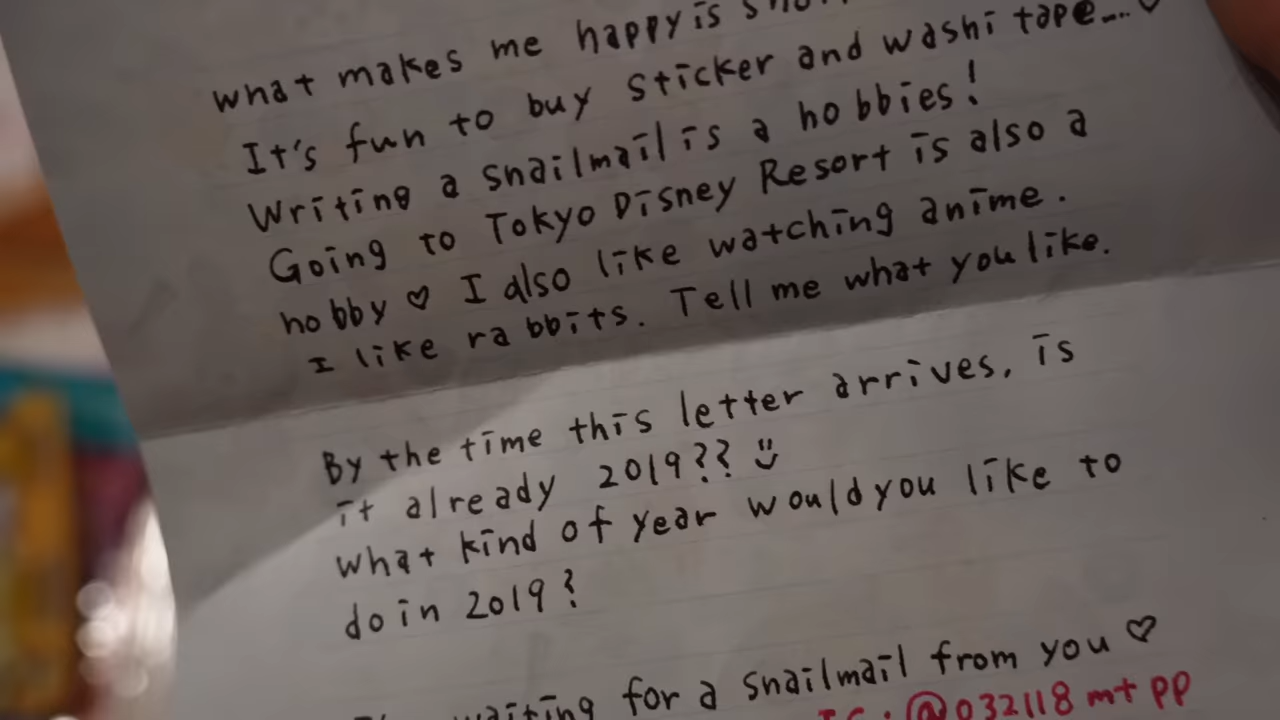 what makes me happy is
It's fun to buy sticker and washi tape.... ♡
Writing a snailmail is a hobbies!
Going to Tokyo Disney Resort is also a
hobby ♡ I also like watching anime.
I like rabbits. Tell me what you like.
By the time this letter arrives, is
it already 2019??
What kind of year would you like to
do in 2019?
waiting for a snailmail from you ♡
IG: @032118mtpp